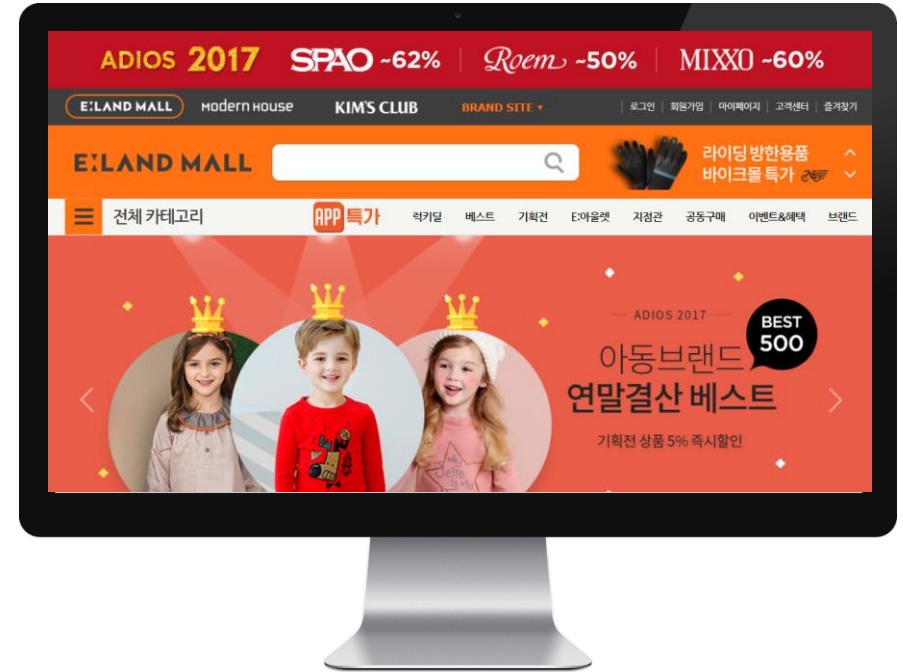 ADIOS 2017 SPAO ~62% Roem ~50% MIXXO ~60%
E:LAND MALL MODERN HOUSE KIM'S CLUB BRAND SITE 로그인 회원가입 마이페이지 고객센터 즐겨찾기
E:LAND MALL
라이딩 방한용품
바이크몰 특가
전체 카테고리 APP 특가 럭키딜 베스트 기획전 E:아울렛 지점관 공동구매 이벤트&혜택 브랜드
ADIOS 2017
BEST
500
아동브랜드
연말결산 베스트
기획전 상품 5% 즉시할인